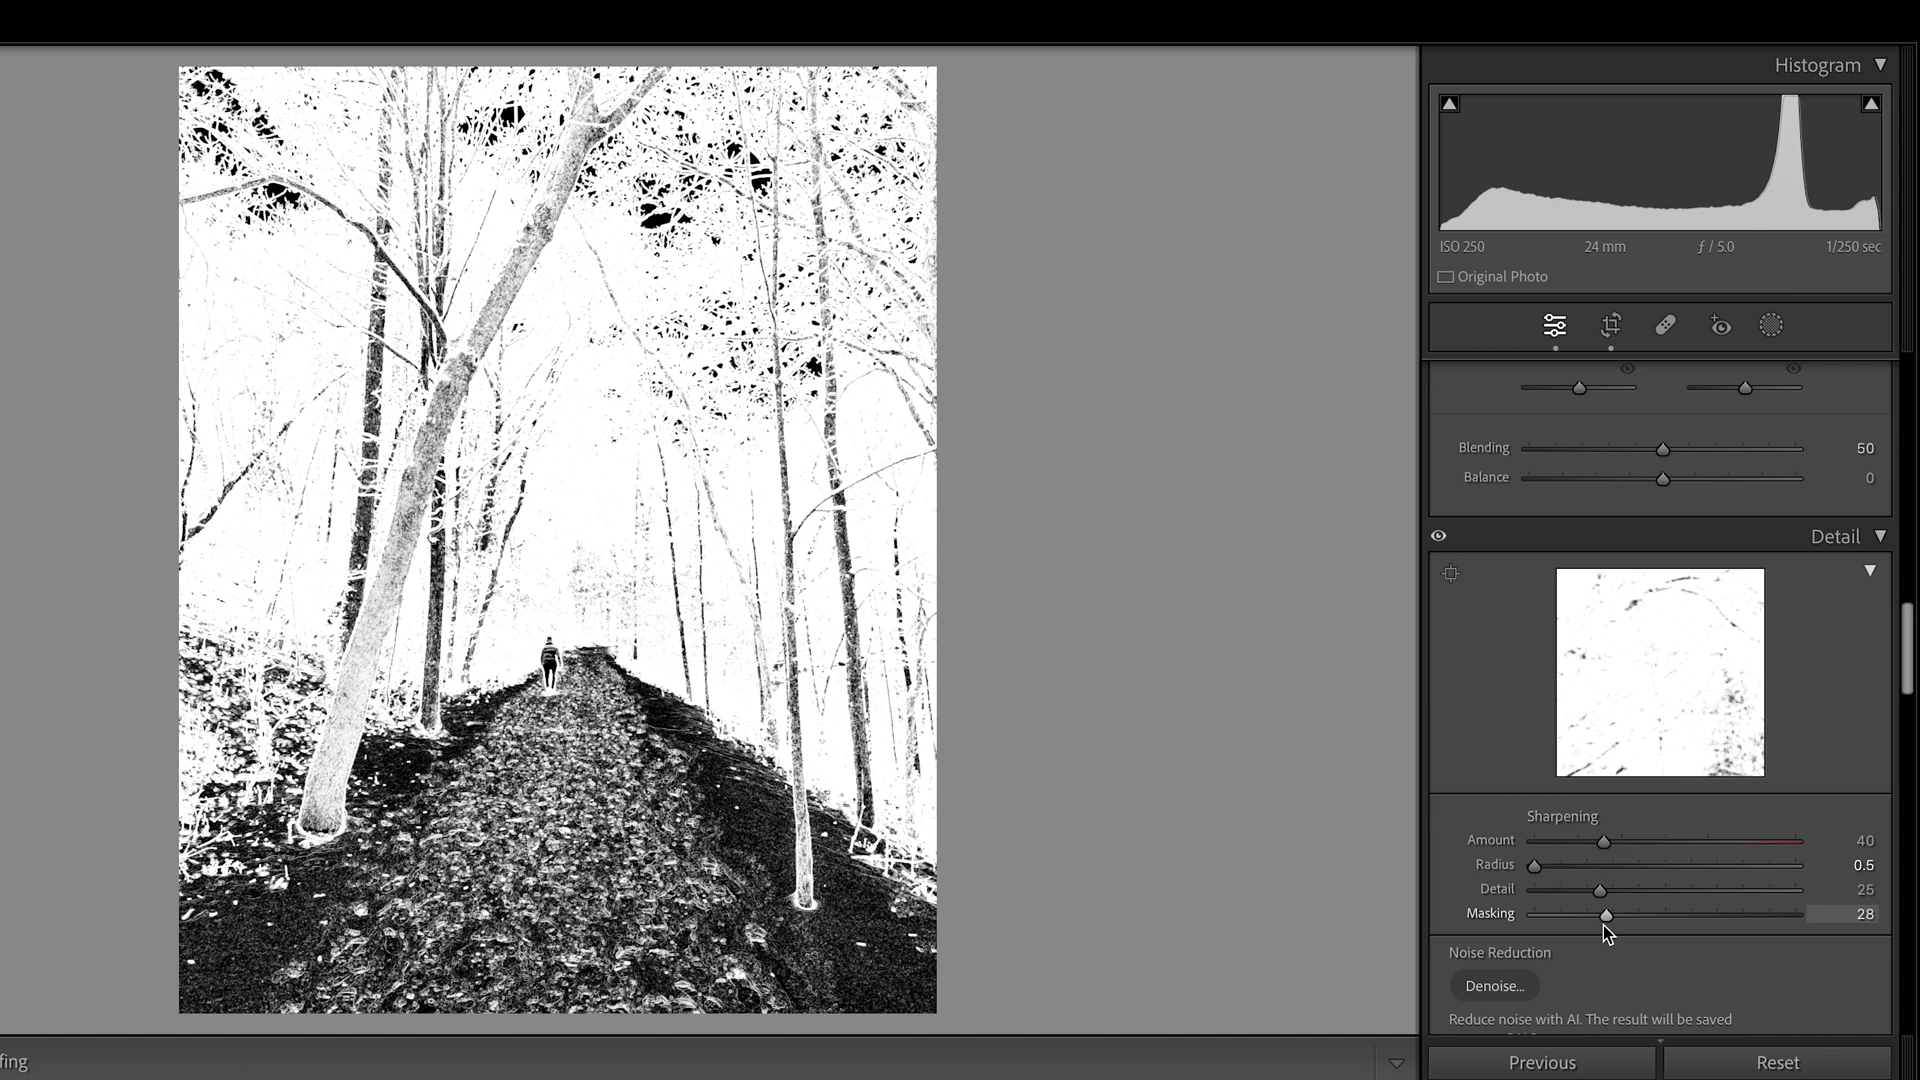 Histogram
ISO 250 24 mm ƒ / 5.0 1/250 sec
Original Photo
Blending 50
Balance 0
Detail
Sharpening
Amount 40
Radius 0.5
Detail 25
Masking 28
Noise Reduction
Denoise...
Reduce noise with AI. The result will be saved
fing
Previous Reset